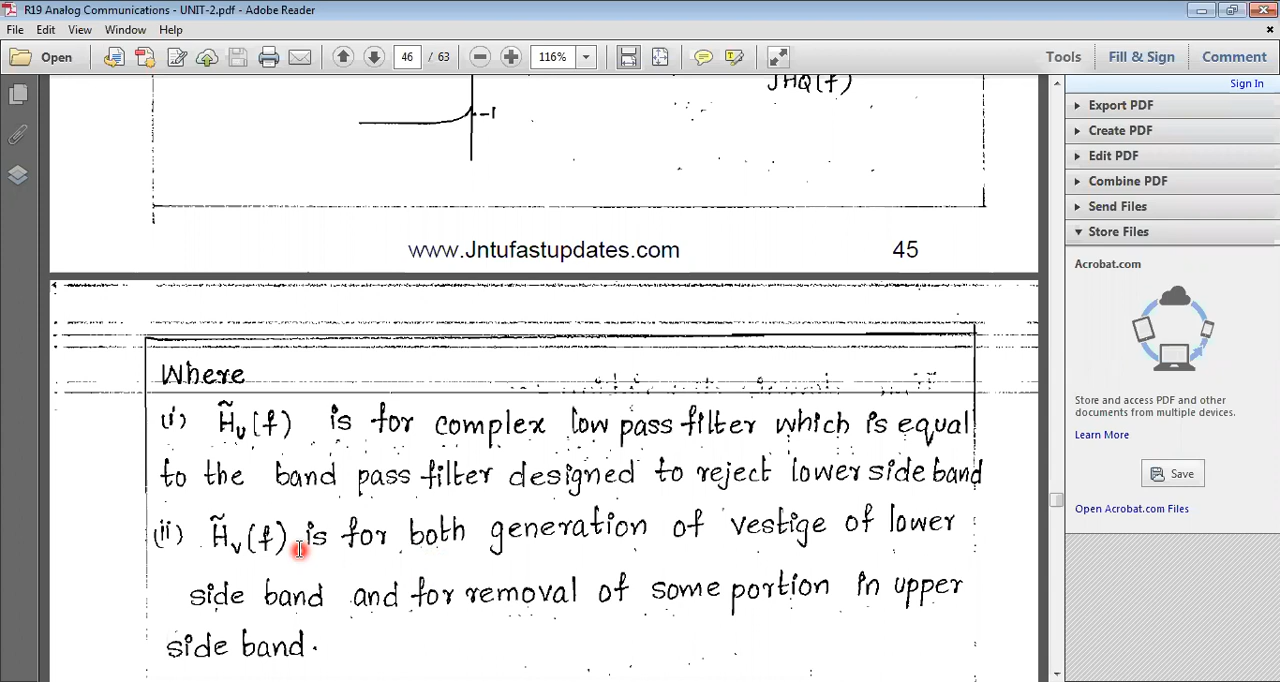 R19 Analog Communications - UNIT-2.pdf - Adobe Reader
File Edit View Window Help
Open 46 / 63 116% Tools Fill & Sign Comment
Sign In
JHQ(f)
-1
www.Jntufastupdates.com 45
Where
(i) H̃v(f) is for complex low pass filter which is equal
to the band pass filter designed to reject lower side band
(ii) H̃v(f) is for both generation of vestige of lower
side band and for removal of some portion in upper
side band.
Export PDF
Create PDF
Edit PDF
Combine PDF
Send Files
Store Files
Acrobat.com
Store and access PDF and other
documents from multiple devices.
Learn More
Save
Open Acrobat.com Files